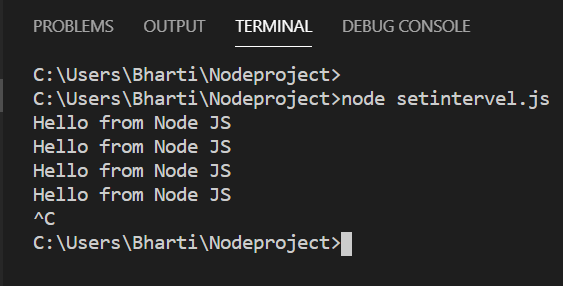 PROBLEMS OUTPUT TERMINAL DEBUG CONSOLE
C:\Users\Bharti\Nodeproject>
C:\Users\Bharti\Nodeproject>node setintervel.js
Hello from Node JS
Hello from Node JS
Hello from Node JS
Hello from Node JS
^C
C:\Users\Bharti\Nodeproject>